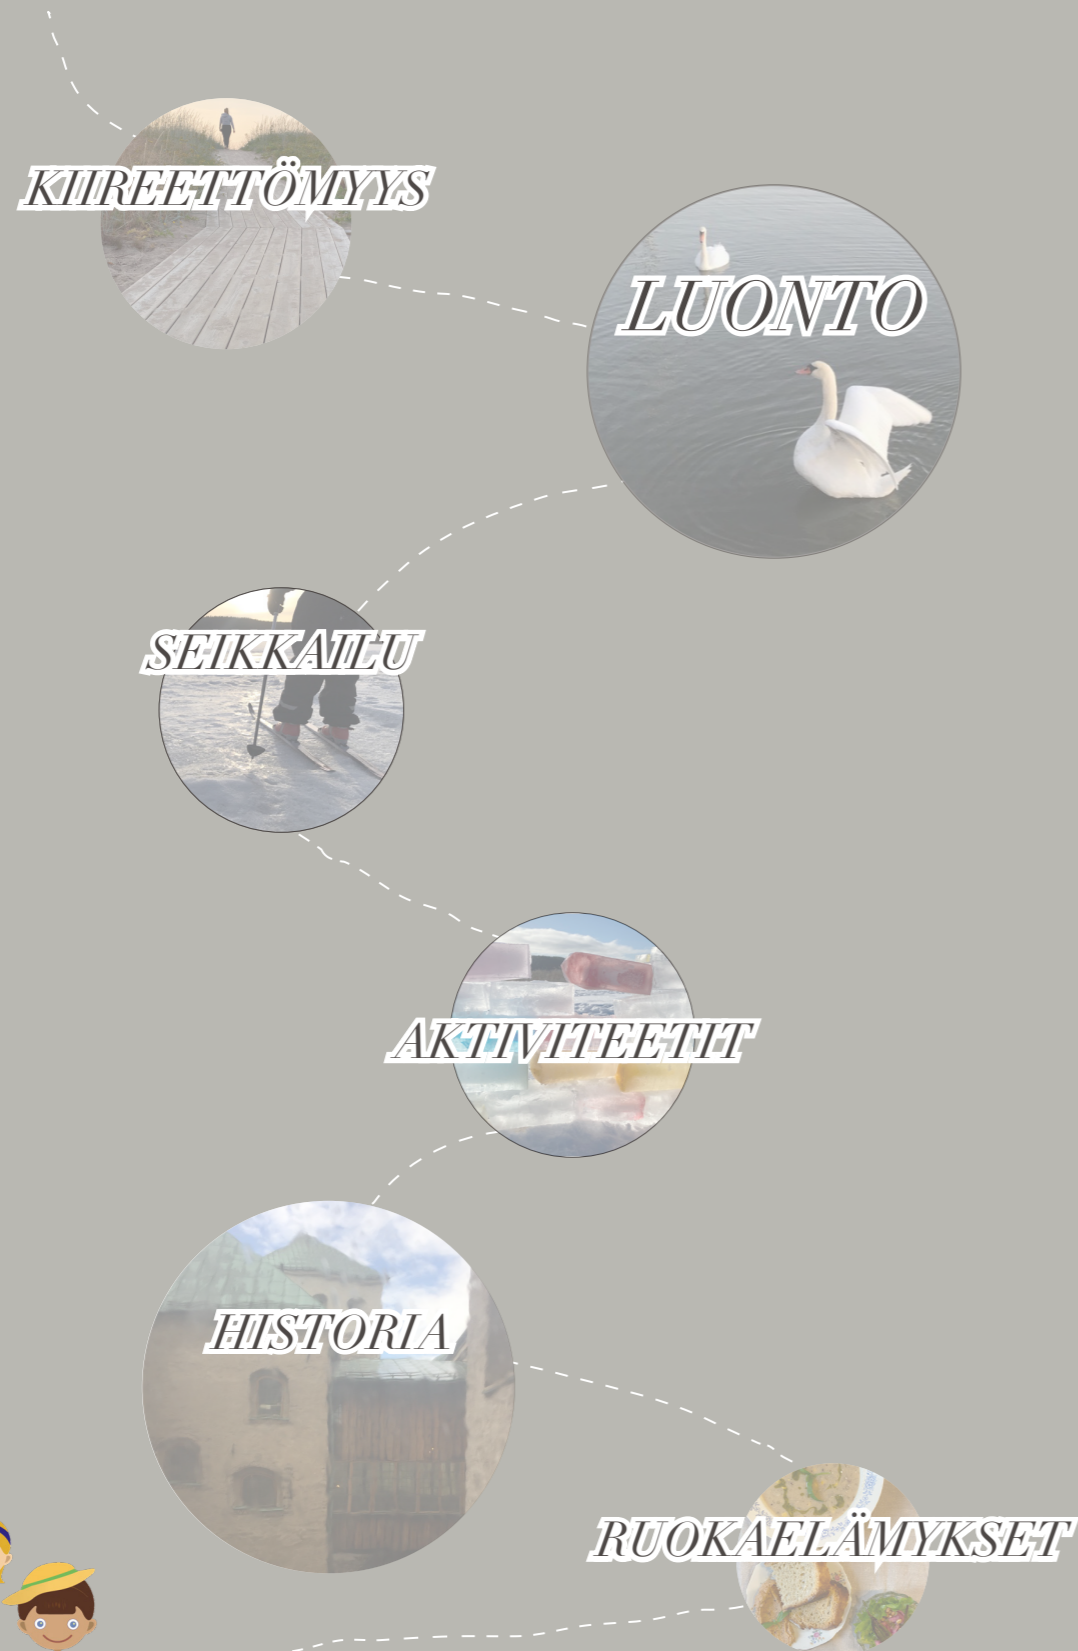 KIIREETTÖMYYS
LUONTO
SEIKKAILU
AKTIVITEETIT
HISTORIA
RUOKAELÄMYKSET